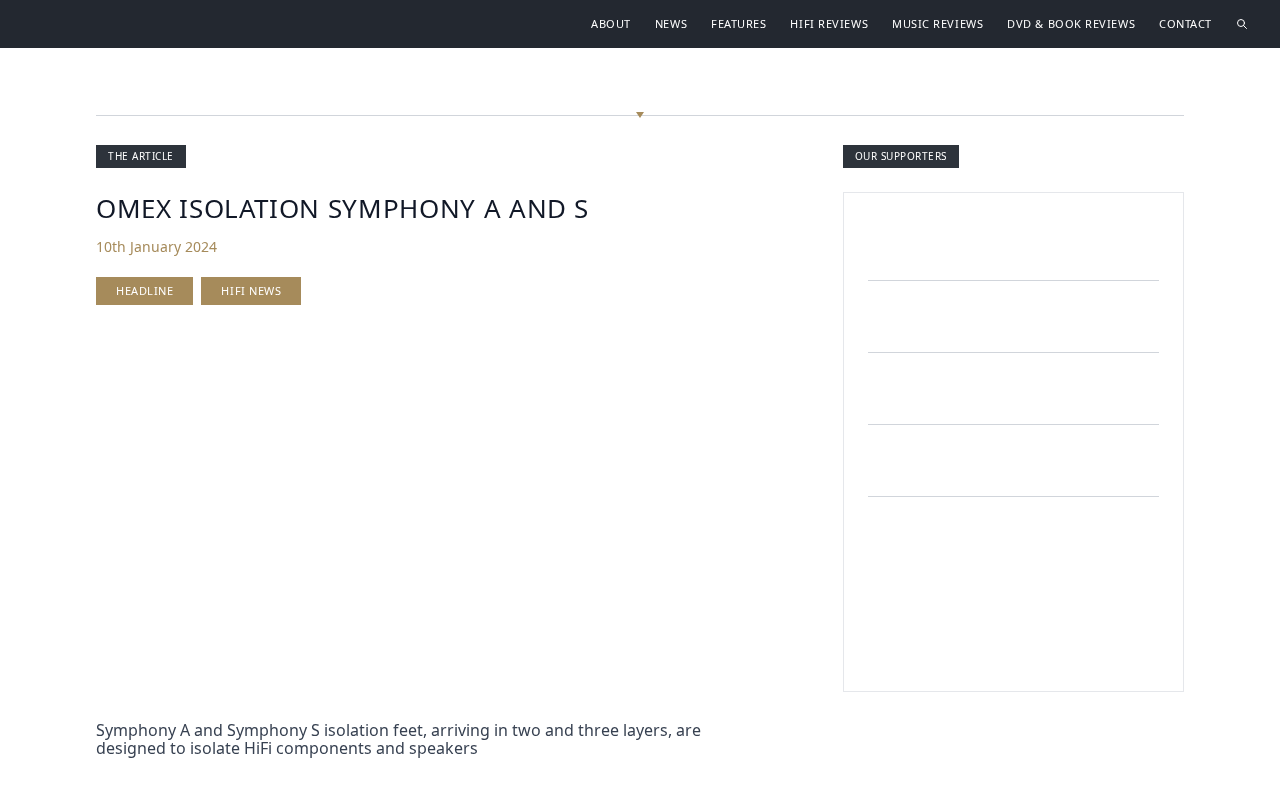 ABOUT NEWS FEATURES HIFI REVIEWS MUSIC REVIEWS DVD & BOOK REVIEWS CONTACT
THE ARTICLE
OMEX ISOLATION SYMPHONY A AND S
10th January 2024
HEADLINE HIFI NEWS
Symphony A and Symphony S isolation feet, arriving in two and three layers, are
designed to isolate HiFi components and speakers
OUR SUPPORTERS